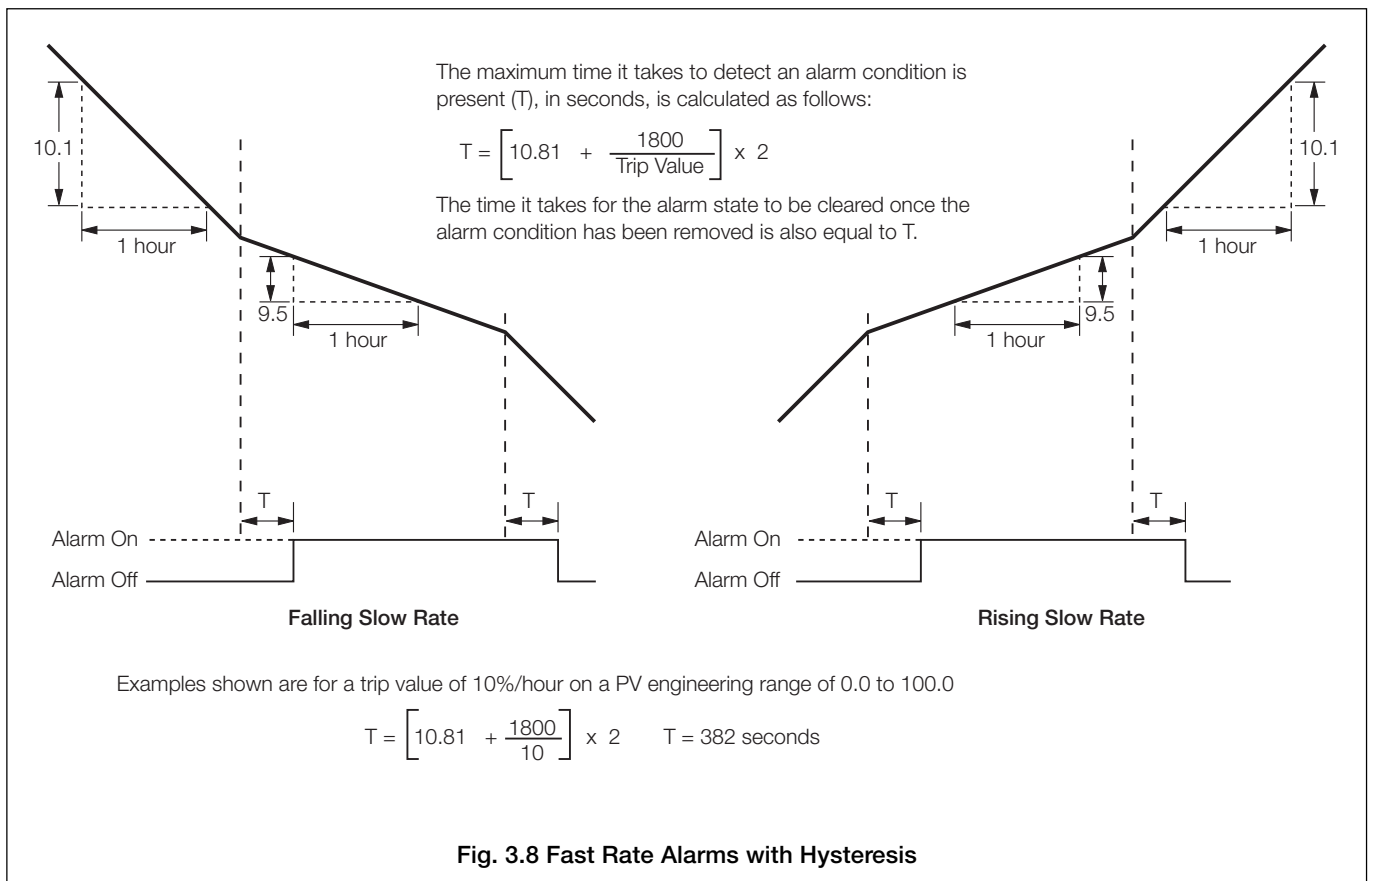 The maximum time it takes to detect an alarm condition is
present (T), in seconds, is calculated as follows:
T = [10.81 + 1800 / Trip Value] x 2
The time it takes for the alarm state to be cleared once the
alarm condition has been removed is also equal to T.
10.1
1 hour
9.5
1 hour
10.1
1 hour
9.5
1 hour
T
T
Alarm On
Alarm Off
Falling Slow Rate
T
T
Alarm On
Alarm Off
Rising Slow Rate
Examples shown are for a trip value of 10%/hour on a PV engineering range of 0.0 to 100.0
T = [10.81 + 1800 / 10] x 2 T = 382 seconds
Fig. 3.8 Fast Rate Alarms with Hysteresis